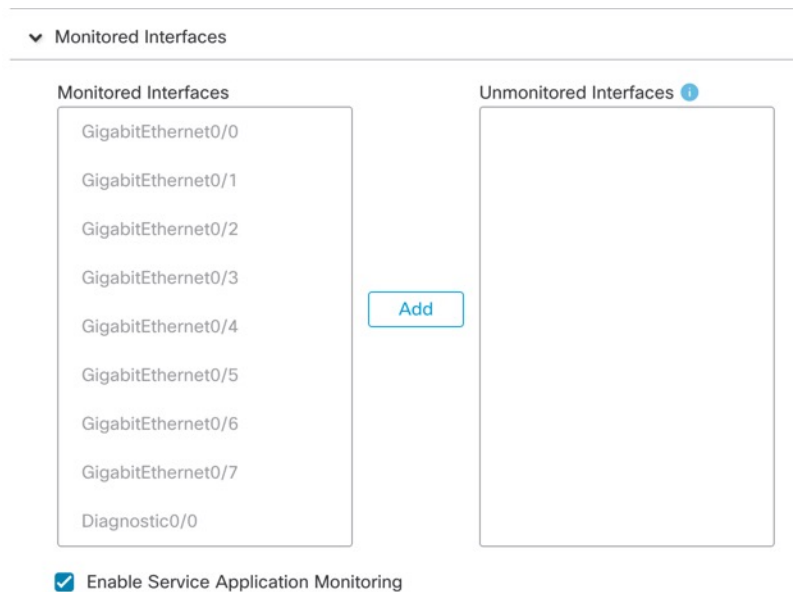 Monitored Interfaces
Monitored Interfaces
Unmonitored Interfaces
GigabitEthernet0/0
GigabitEthernet0/1
GigabitEthernet0/2
GigabitEthernet0/3
GigabitEthernet0/4
GigabitEthernet0/5
GigabitEthernet0/6
GigabitEthernet0/7
Diagnostic0/0
Add
Enable Service Application Monitoring